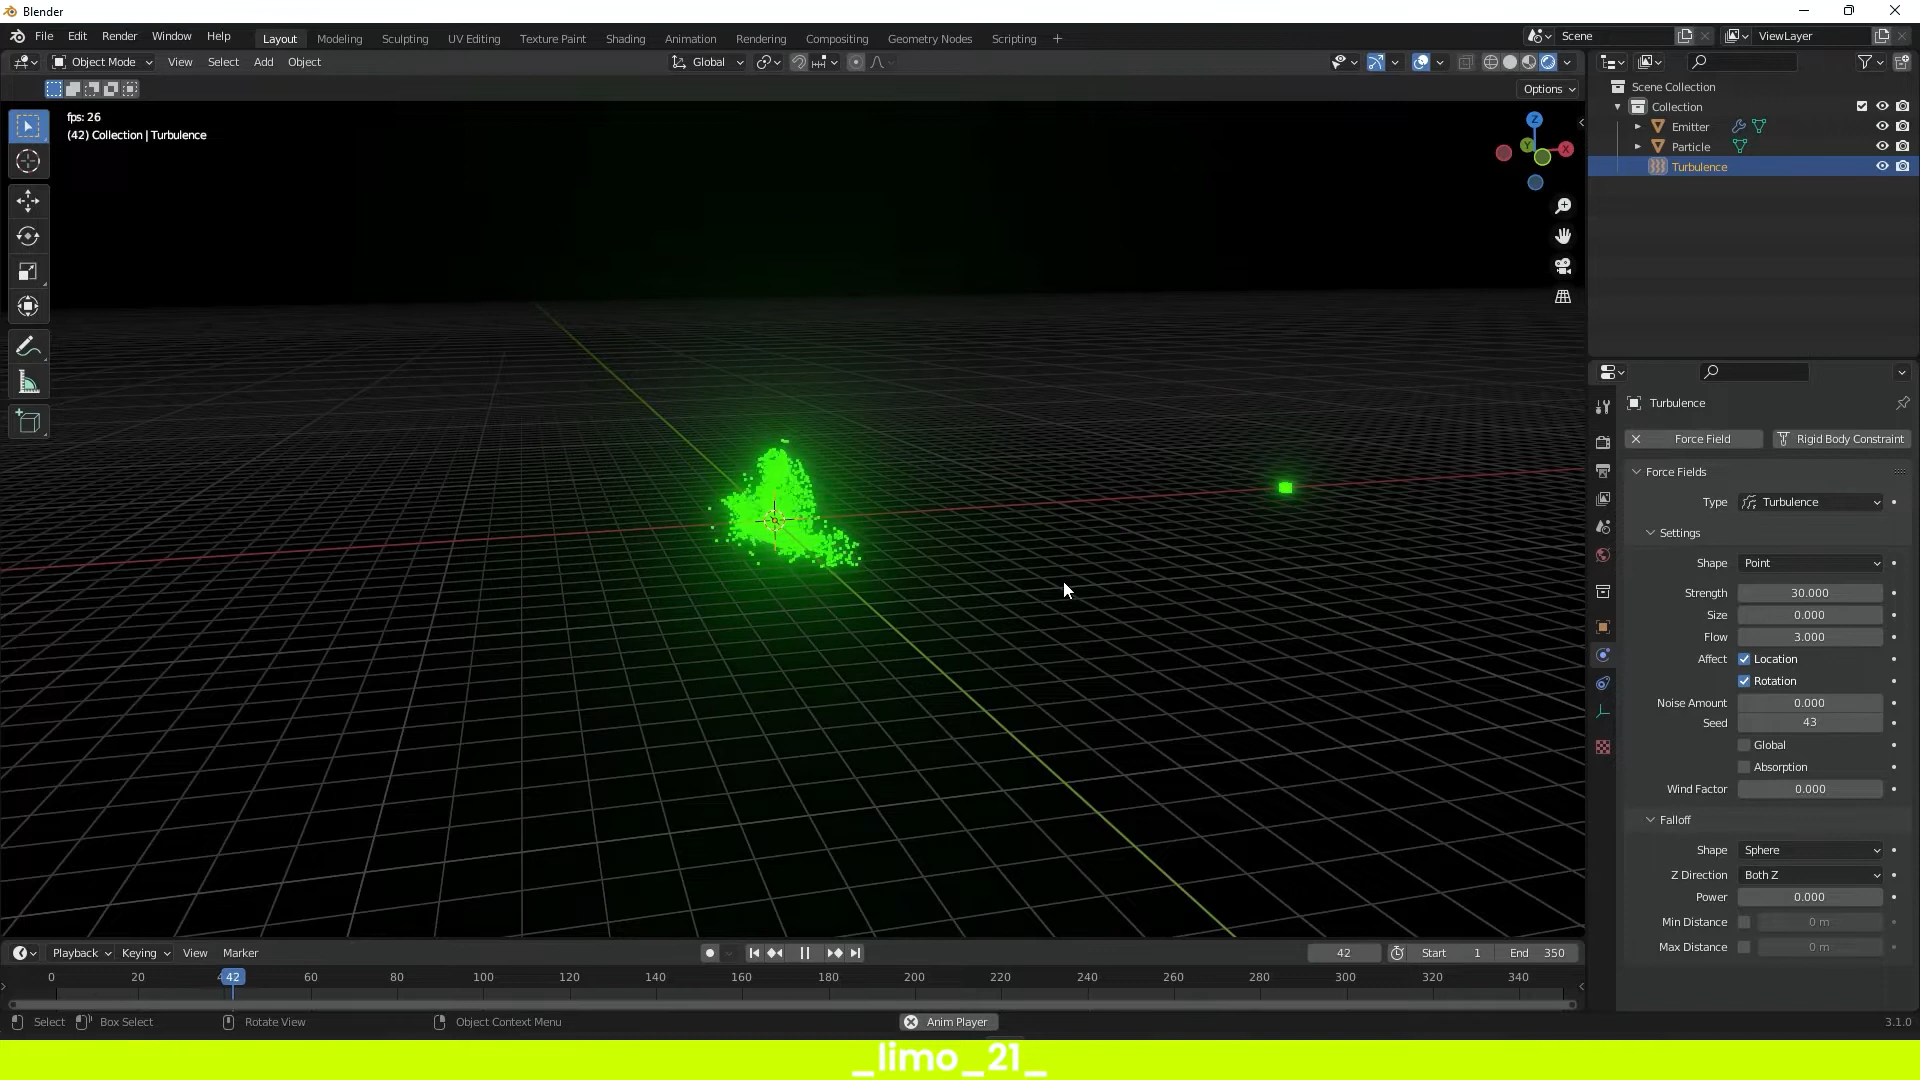 Blender
File Edit Render Window Help Layout Modeling Sculpting UV Editing Texture Paint Shading Animation Rendering Compositing Geometry Nodes Scripting + Scene ViewLayer
Object Mode View Select Add Object Global
Options
fps: 26
(42) Collection | Turbulence
Z
Y
X
Scene Collection
Collection
Emitter
Particle
Turbulence
Turbulence
Force Field Rigid Body Constraint
Force Fields
Type Turbulence
Settings
Shape Point
Strength 30.000
Size 0.000
Flow 3.000
Affect Location
Rotation
Noise Amount 0.000
Seed 43
Global
Absorption
Wind Factor 0.000
Falloff
Shape Sphere
Z Direction Both Z
Power 0.000
Min Distance 0 m
Max Distance 0 m
Playback Keying View Marker 42 Start 1 End 350
0 20 42 60 80 100 120 140 160 180 200 220 240 260 280 300 320 340
Select Box Select Rotate View Object Context Menu Anim Player 3.1.0
_limo_21_